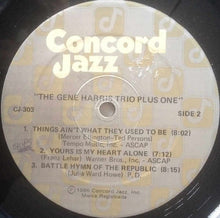 Concord
Jazz
"THE GENE HARRIS TRIO PLUS ONE"
CJ-303
SIDE 2
1. THINGS AIN'T WHAT THEY USED TO BE (8:02)
(Mercer Ellington-Ted Persons)
Tempo Music, Inc. - ASCAP
2. YOURS IS MY HEART ALONE (7:15)
(Franz Lehar) Warner Bros., Inc. - ASCAP
3. BATTLE HYMN OF THE REPUBLIC (8:15)
(Julia Ward Howe) P.D.
© 1986 Concord Jazz, Inc.
Marca Registrada